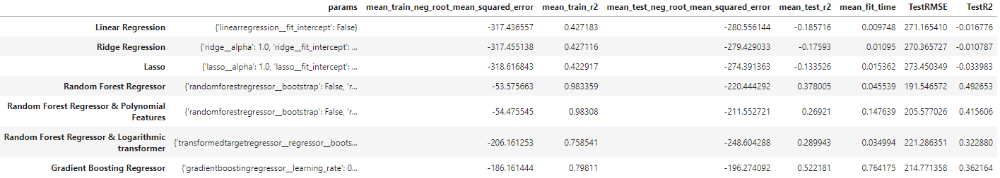 params mean_train_neg_root_mean_squared_error mean_train_r2 mean_test_neg_root_mean_squared_error mean_test_r2 mean_fit_time TestRMSE TestR2
Linear Regression {'linearregression__fit_intercept': False} -317.436557 0.427183 -280.556144 -0.185716 0.009748 271.165410 -0.016776
Ridge Regression {'ridge__alpha': 1.0, 'ridge__fit_intercept': ... -317.455138 0.427116 -279.429033 -0.17593 0.01095 270.365727 -0.010787
Lasso {'lasso__alpha': 1.0, 'lasso__fit_intercept': ... -318.616843 0.422917 -274.391363 -0.133526 0.015362 273.450349 -0.033983
Random Forest Regressor {'randomforestregressor__bootstrap': False, 'r... -53.575663 0.983359 -220.444292 0.378005 0.045539 191.546572 0.492653
Random Forest Regressor & Polynomial
Features {'randomforestregressor__bootstrap': False, 'r... -54.475545 0.98308 -211.552721 0.26921 0.147639 205.577026 0.415606
Random Forest Regressor & Logarithmic
transformer {'transformedtargetregressor__regressor__boots... -206.161253 0.758541 -248.604288 0.289943 0.034994 221.286351 0.322880
Gradient Boosting Regressor {'gradientboostingregressor__learning_rate': 0... -186.161444 0.79811 -196.274092 0.522181 0.764175 214.771358 0.362164